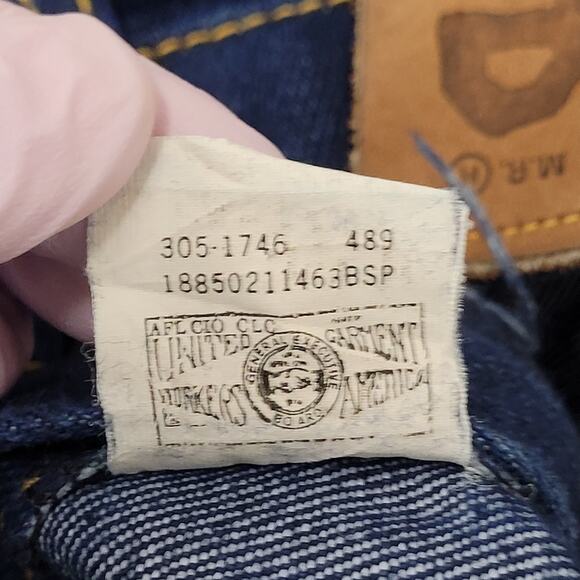 M.R.
305-1746 489
18850211463BSP
AFL CIO CLC
UNITED GARMENT
WORKERS AMERICA
GENERAL EXECUTIVE
BOARD